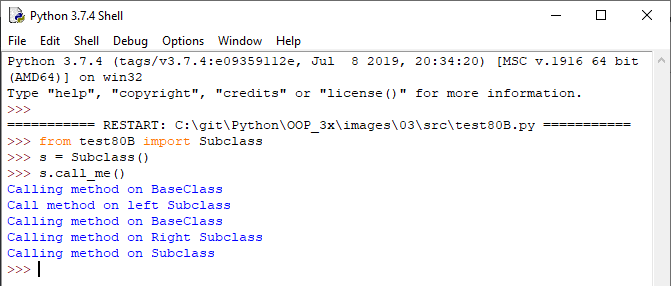 Python 3.7.4 Shell
File Edit Shell Debug Options Window Help
Python 3.7.4 (tags/v3.7.4:e09359112e, Jul  8 2019, 20:34:20) [MSC v.1916 64 bit
(AMD64)] on win32
Type "help", "copyright", "credits" or "license()" for more information.
>>>
=========== RESTART: C:\git\Python\OOP_3x\images\03\src\test80B.py ===========
>>> from test80B import Subclass
>>> s = Subclass()
>>> s.call_me()
Calling method on BaseClass
Call method on left Subclass
Calling method on BaseClass
Calling method on Right Subclass
Calling method on Subclass
>>>